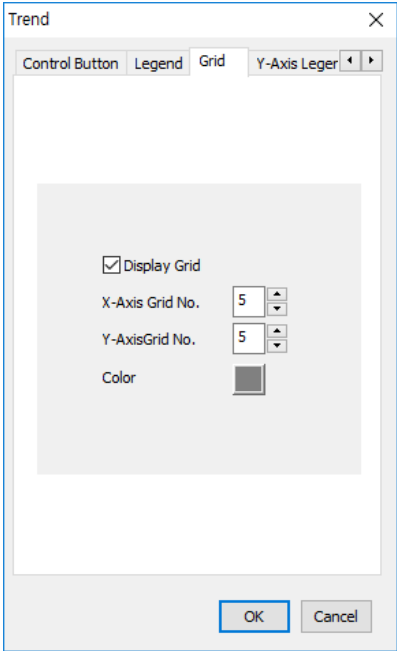 Trend
Control Button Legend Grid Y-Axis Leger
Display Grid
X-Axis Grid No. 5
Y-AxisGrid No. 5
Color
OK Cancel